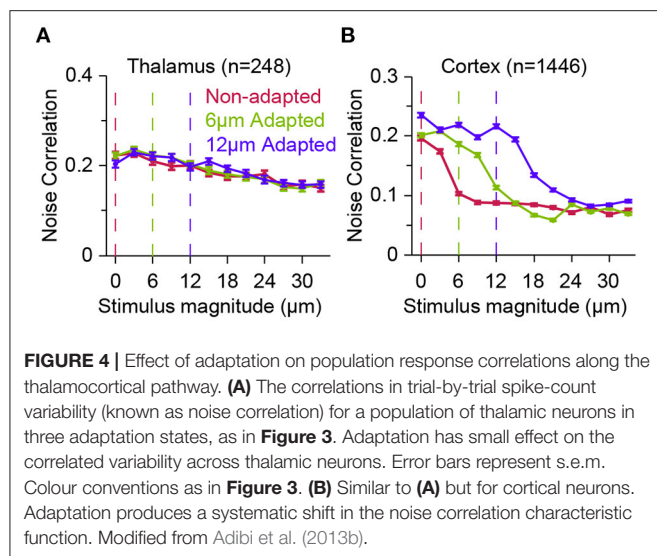 A
Thalamus (n=248)
Non-adapted
6μm Adapted
12μm Adapted
0.4
0.2
0
Noise Correlation
0 6 12 18 24 30
Stimulus magnitude (μm)
B
Cortex (n=1446)
0.3
0.2
0.1
0
Noise Correlation
0 6 12 18 24 30
Stimulus magnitude (μm)
FIGURE 4 | Effect of adaptation on population response correlations along the
thalamocortical pathway. (A) The correlations in trial-by-trial spike-count
variability (known as noise correlation) for a population of thalamic neurons in
three adaptation states, as in Figure 3. Adaptation has small effect on the
correlated variability across thalamic neurons. Error bars represent s.e.m.
Colour conventions as in Figure 3. (B) Similar to (A) but for cortical neurons.
Adaptation produces a systematic shift in the noise correlation characteristic
function. Modified from Adibi et al. (2013b).